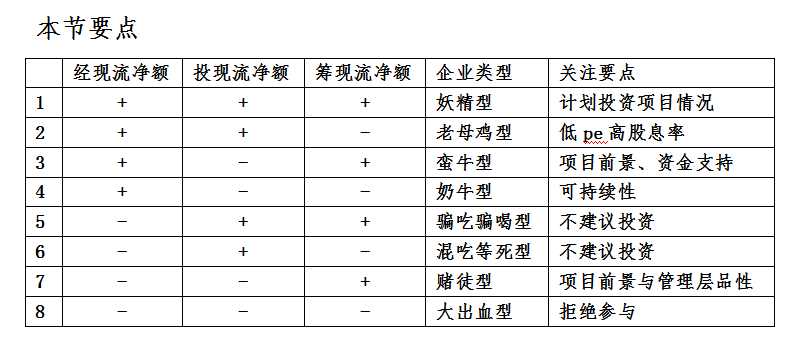 本节要点
经现流净额 投现流净额 筹现流净额 企业类型 关注要点
1 + + + 妖精型 计划投资项目情况
2 + + − 老母鸡型 低 pe 高股息率
3 + − + 蛮牛型 项目前景、资金支持
4 + − − 奶牛型 可持续性
5 − + + 骗吃骗喝型 不建议投资
6 − + − 混吃等死型 不建议投资
7 − − + 赌徒型 项目前景与管理层品性
8 − − − 大出血型 拒绝参与